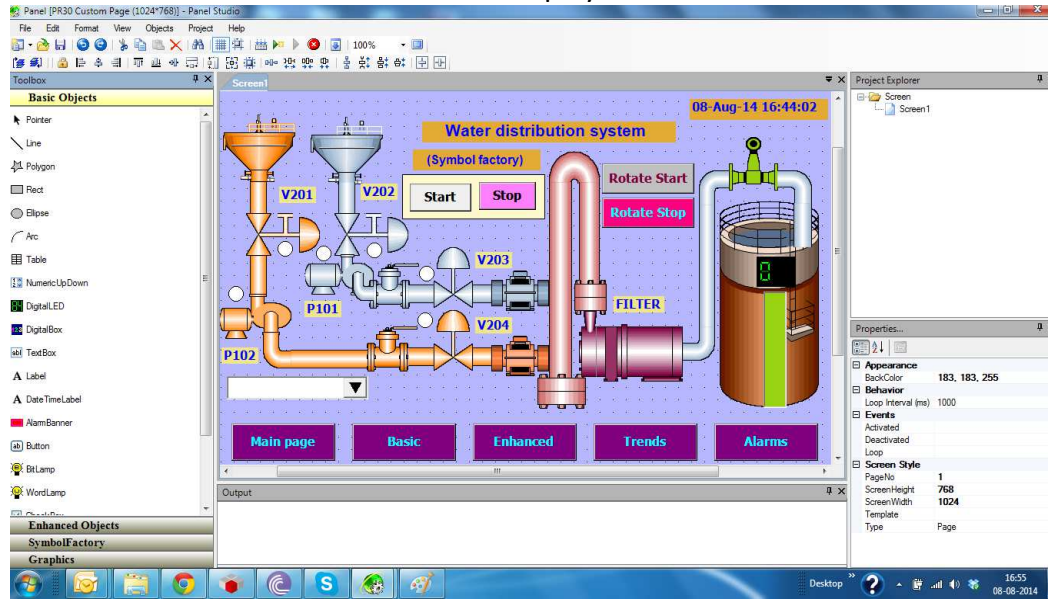 Panel [PR30 Custom Page (1024*768)] - Panel Studio
File Edit Format View Objects Project Help
100%
Toolbox
Basic Objects
Pointer
Line
Polygon
Rect
Ellipse
Arc
Table
NumericUpDown
DigitalLED
DigitalBox
TextBox
Label
DateTimeLabel
AlarmBanner
Button
BitLamp
WordLamp
Enhanced Objects
SymbolFactory
Graphics
Screen1
08-Aug-14 16:44:02
Water distribution system
(Symbol factory)
Start
Stop
Rotate Start
Rotate Stop
V201
V202
V203
P101
FILTER
V204
P102
Main page
Basic
Enhanced
Trends
Alarms
Output
Project Explorer
Screen
Screen1
Properties...
Appearance
BackColor 183, 183, 255
Behavior
Loop Interval (ms) 1000
Events
Activated
Deactivated
Loop
Screen Style
PageNo 1
ScreenHeight 768
ScreenWidth 1024
Template
Type Page
Desktop
16:55
08-08-2014